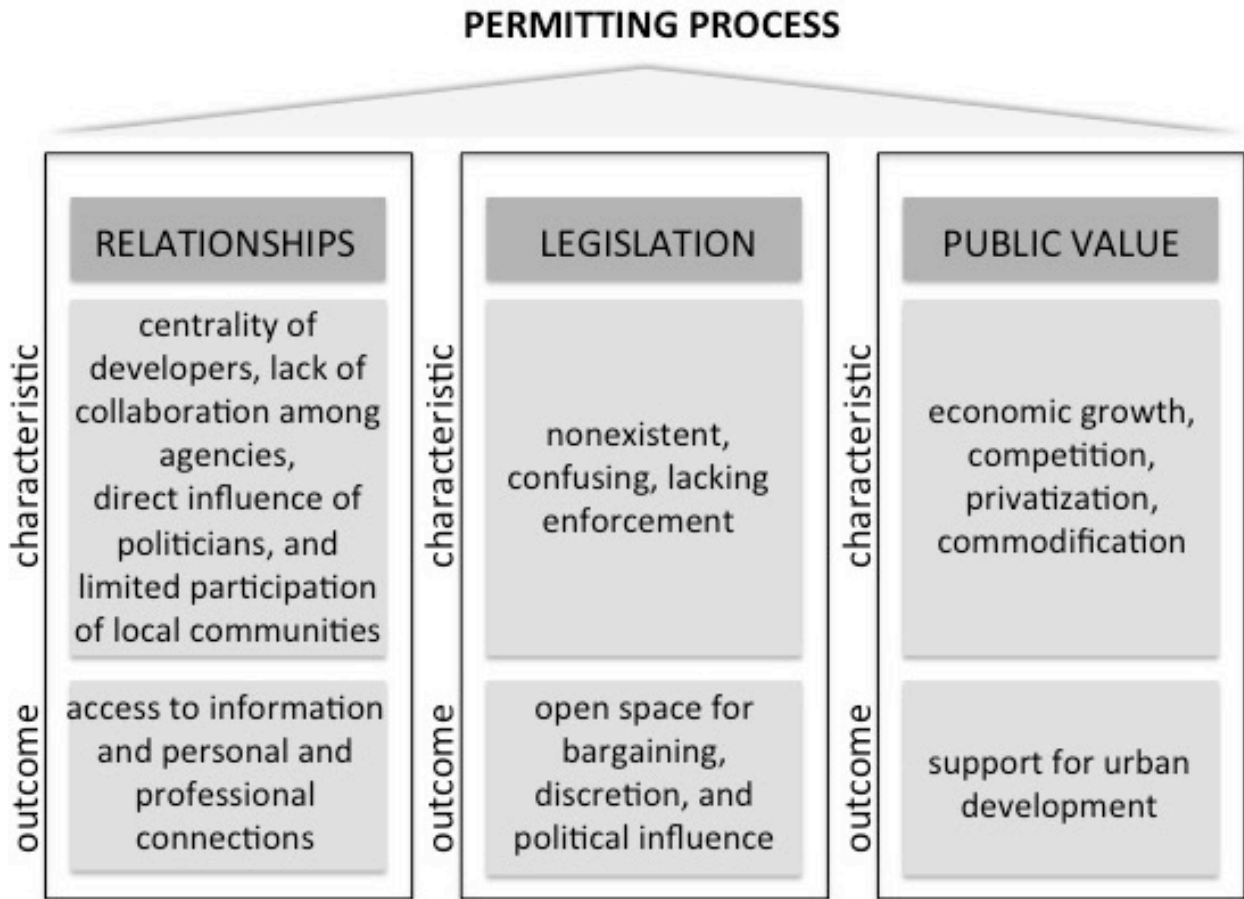 PERMITTING PROCESS
RELATIONSHIPS
characteristic
centrality of
developers, lack of
collaboration among
agencies,
direct influence of
politicians, and
limited participation
of local communities
outcome
access to information
and personal and
professional
connections
LEGISLATION
characteristic
nonexistent,
confusing, lacking
enforcement
outcome
open space for
bargaining,
discretion, and
political influence
PUBLIC VALUE
characteristic
economic growth,
competition,
privatization,
commodification
outcome
support for urban
development